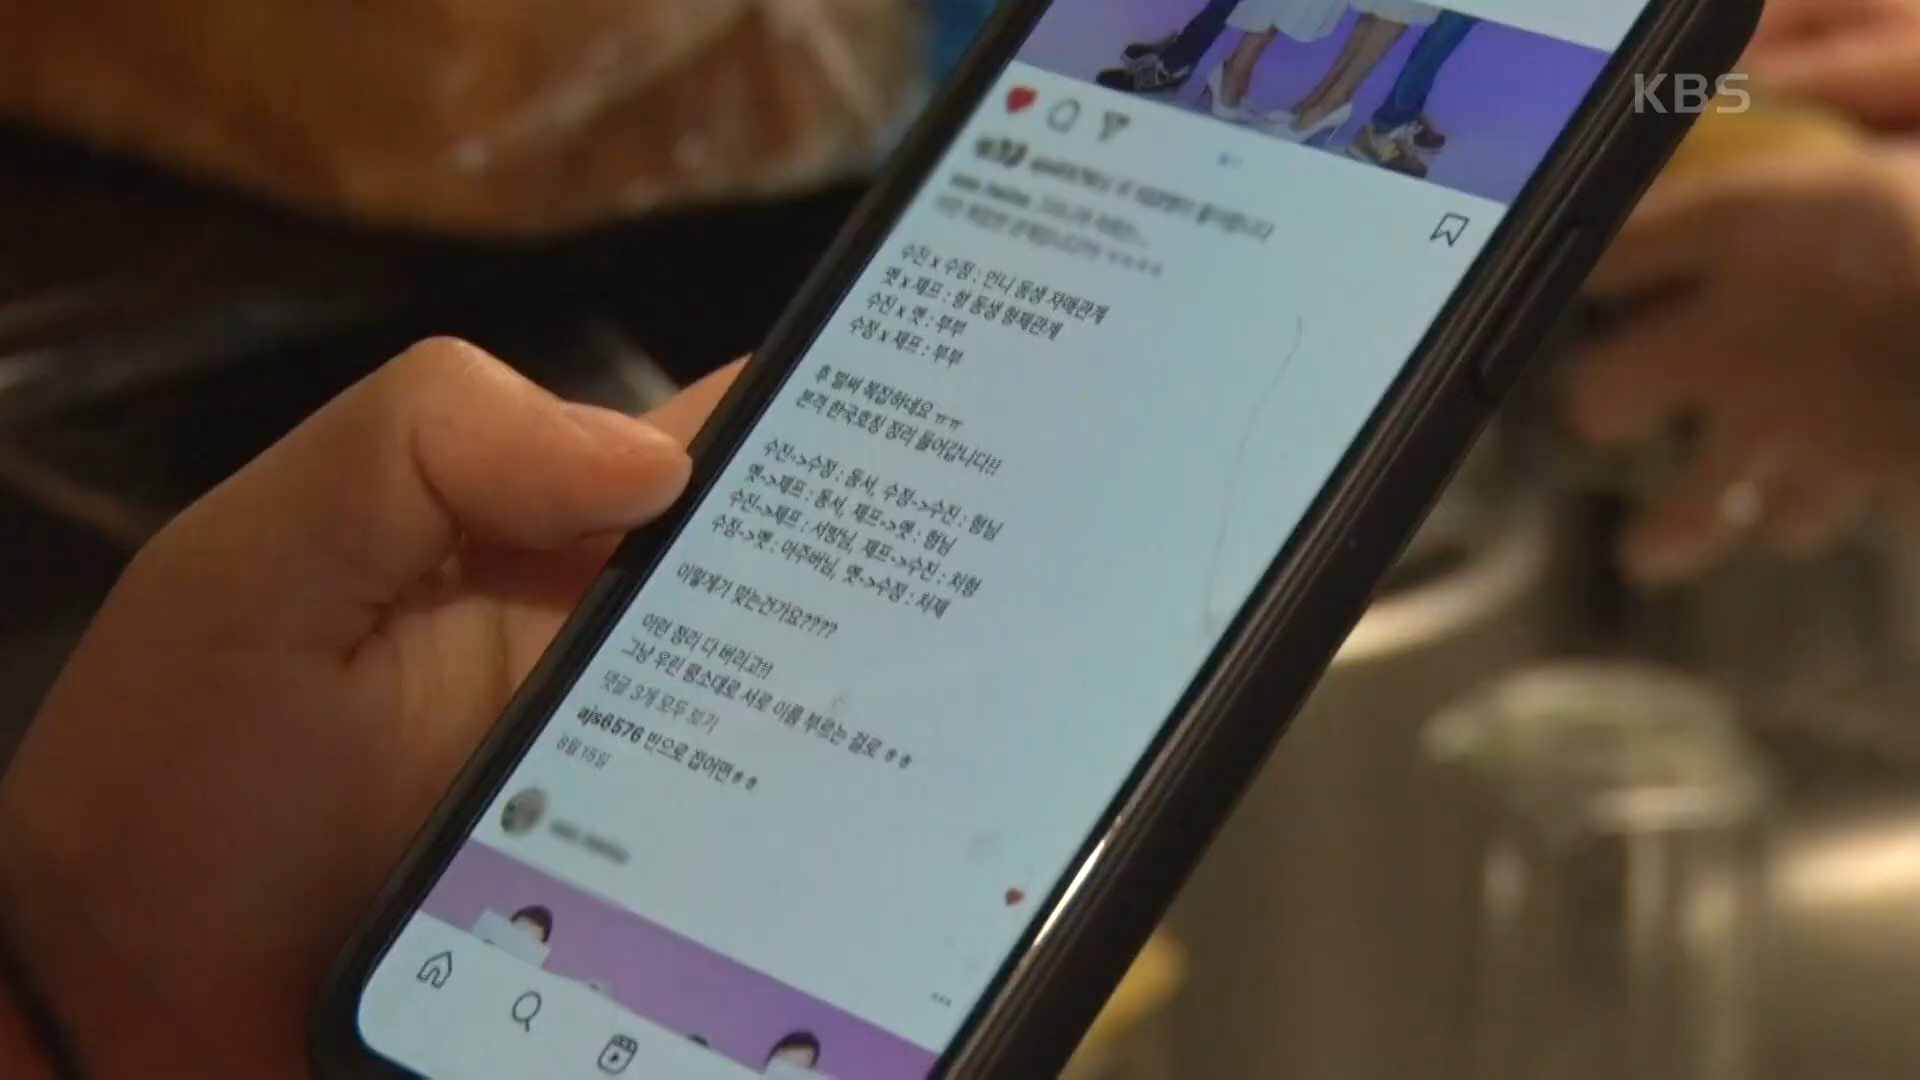 KBS
수진 x 수정 : 언니 동생 자매관계
멧 x 제프 : 형 동생 형제관계
수진 x 멧 : 부부
수정 x 제프 : 부부
후 벌써 복잡하네요 ㅠㅠ
본격 한국호칭 정리 들어갑니다!!
수진->수정 : 동서, 수정->수진 : 형님
멧->제프 : 동서, 제프->멧 : 형님
수진->제프 : 서방님, 제프->수진 : 처형
수정->멧 : 아주버님, 멧->수정 : 처제
이렇게가 맞는건가요????
이런 정리 다 버리고!!
그냥 우린 평소대로 서로 이름 부르는 걸로 ㅎㅎ
댓글 3개 모두 보기
ajs6576 반으로 접어면ㅎㅎ
8월 15일